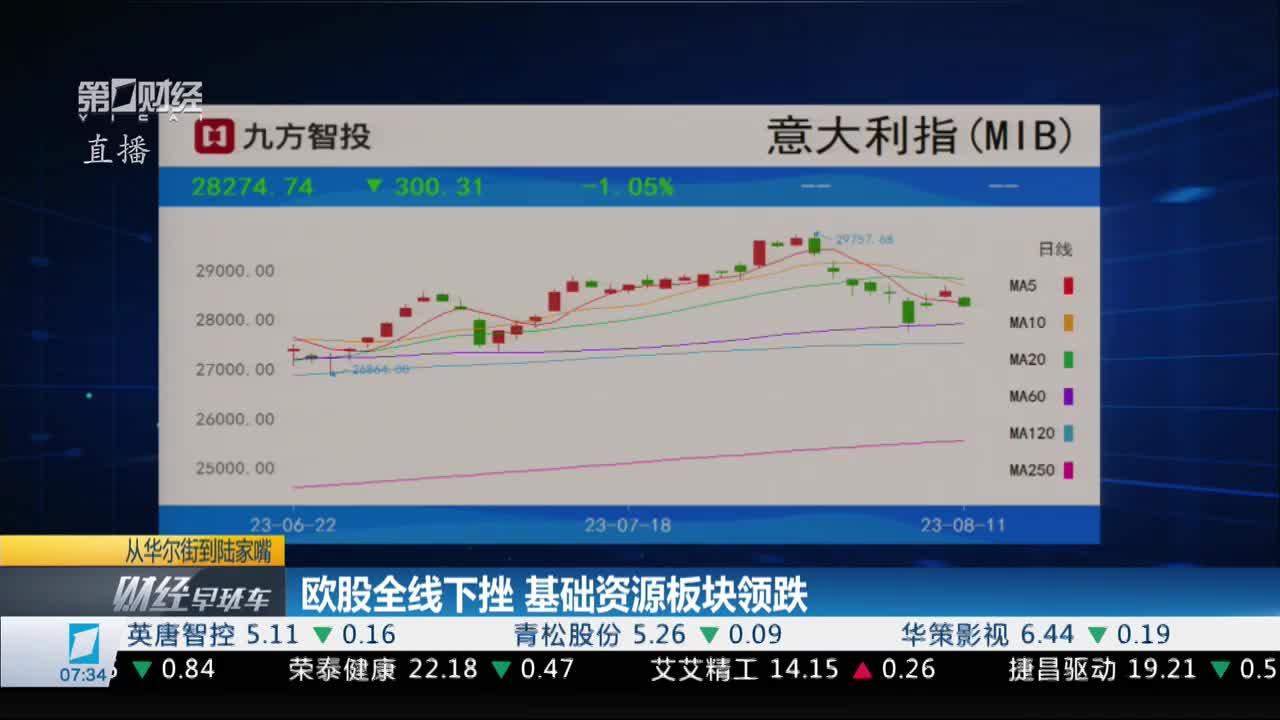 第一财经
YICAI
直播
九方智投
意大利指(MIB)
28274.74 ▼ 300.31 -1.05% —— ——
29757.68
日线
29000.00
MA5
28000.00
MA10
27000.00
26864.00
MA20
MA60
26000.00
MA120
25000.00
MA250
23-06-22 23-07-18 23-08-11
从华尔街到陆家嘴
财经早班车
欧股全线下挫 基础资源板块领跌
英唐智控 5.11 ▼ 0.16 青松股份 5.26 ▼ 0.09 华策影视 6.44 ▼ 0.19
07:34
▼ 0.84 荣泰健康 22.18 ▼ 0.47 艾艾精工 14.15 ▲ 0.26 捷昌驱动 19.21 ▼ 0.5